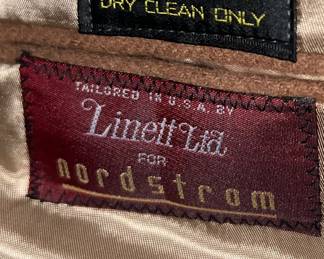 DRY CLEAN ONLY
TAILORED IN U.S.A. BY
Linett Ltd.
FOR
nordstrom